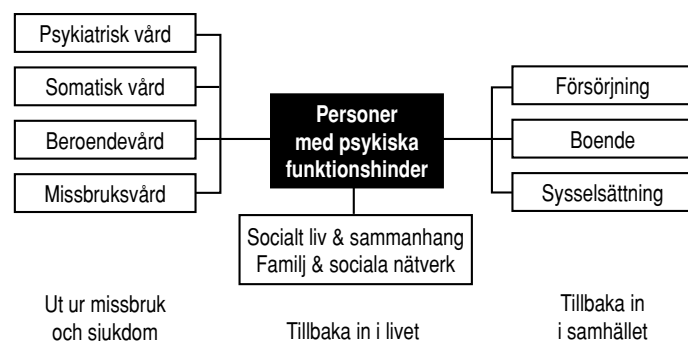 Psykiatrisk vård
Somatisk vård
Beroendevård
Missbruksvård
Personer
med psykiska
funktionshinder
Försörjning
Boende
Sysselsättning
Socialt liv & sammanhang
Familj & sociala nätverk
Ut ur missbruk
och sjukdom
Tillbaka in i livet
Tillbaka in
i samhället